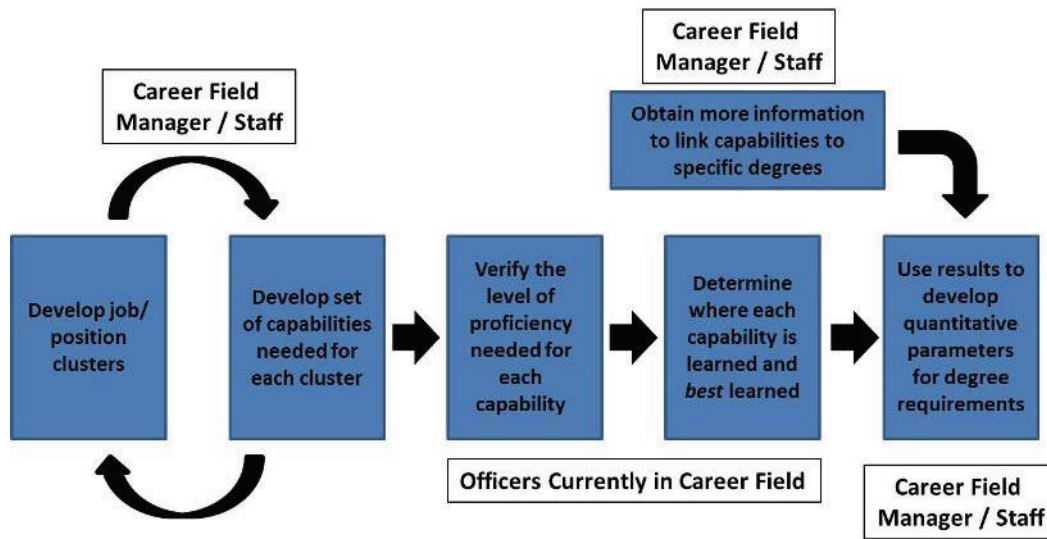 Career Field
Manager / Staff
Career Field
Manager / Staff
Obtain more information
to link capabilities to
specific degrees
Develop job/
position clusters
Develop set
of capabilities
needed for
each cluster
Verify the
level of
proficiency
needed for
each
capability
Determine
where each
capability is
learned and
best learned
Use results to
develop
quantitative
parameters
for degree
requirements
Officers Currently in Career Field
Career Field
Manager / Staff